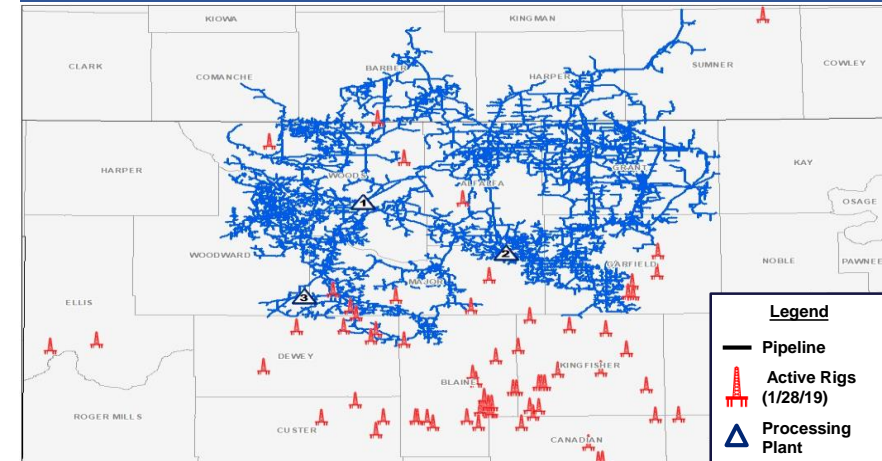 KIOWA
KINGMAN
CLARK
COMANCHE
BARBER
HARPER
SUMNER
COWLEY
HARPER
WOODS
ALFALFA
GRANT
KAY
OSAGE
1
WOODWARD
2
GARFIELD
NOBLE
PAWNEE
ELLIS
3
MAJOR
Legend
Pipeline
Active Rigs
(1/28/19)
Processing
Plant
DEWEY
BLAINE
KINGFISHER
ROGER MILLS
CUSTER
CANADIAN